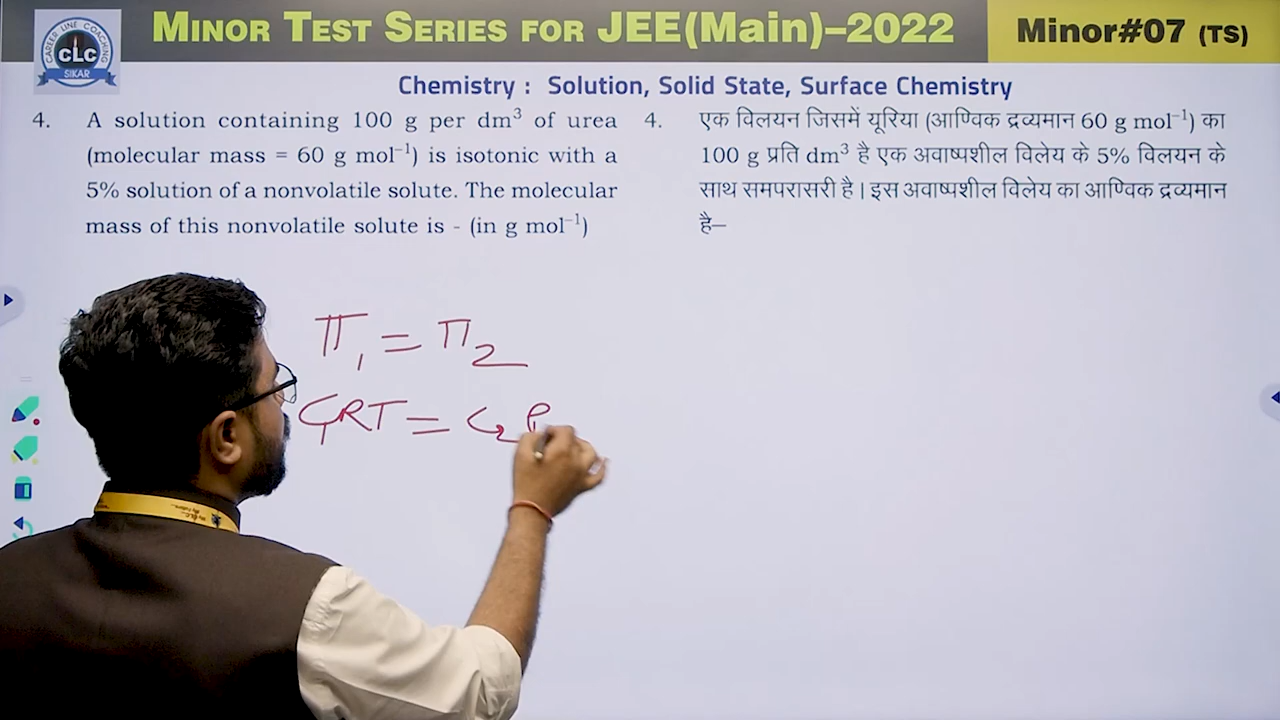 MINOR TEST SERIES FOR JEE(MAIN)–2022
Minor#07 (TS)
CAREER LINE COACHING
CLC
SIKAR
Chemistry : Solution, Solid State, Surface Chemistry
4. A solution containing 100 g per dm³ of urea
(molecular mass = 60 g mol⁻¹) is isotonic with a
5% solution of a nonvolatile solute. The molecular
mass of this nonvolatile solute is - (in g mol⁻¹)
4. एक विलयन जिसमें यूरिया (आण्विक द्रव्यमान 60 g mol⁻¹) का
100 g प्रति dm³ है एक अवाष्पशील विलेय के 5% विलयन के
साथ समपरासरी है। इस अवाष्पशील विलेय का आण्विक द्रव्यमान
है–
π₁ = π₂
C₁RT = C₂R